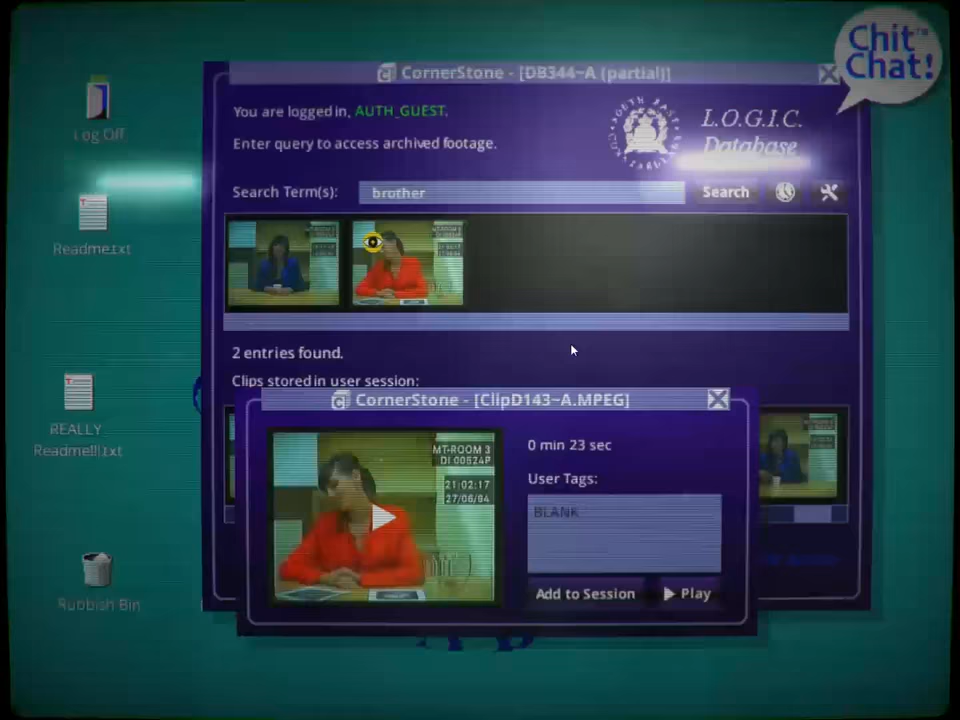 Chit
Chat!™
CornerStone - [DB344~A (partial)]
You are logged in, AUTH_GUEST.
Enter query to access archived footage.
L.O.G.I.C.
Database
Search Term(s):
brother
Search
2 entries found.
Clips stored in user session:
CornerStone - [ClipD143~A.MPEG]
MT-ROOM 3
DI 00624P
21:02:17
27/06/94
0 min 23 sec
User Tags:
BLANK
Add to Session
Play
Log Off
Readme.txt
REALLY
Readme!!!.txt
Rubbish Bin